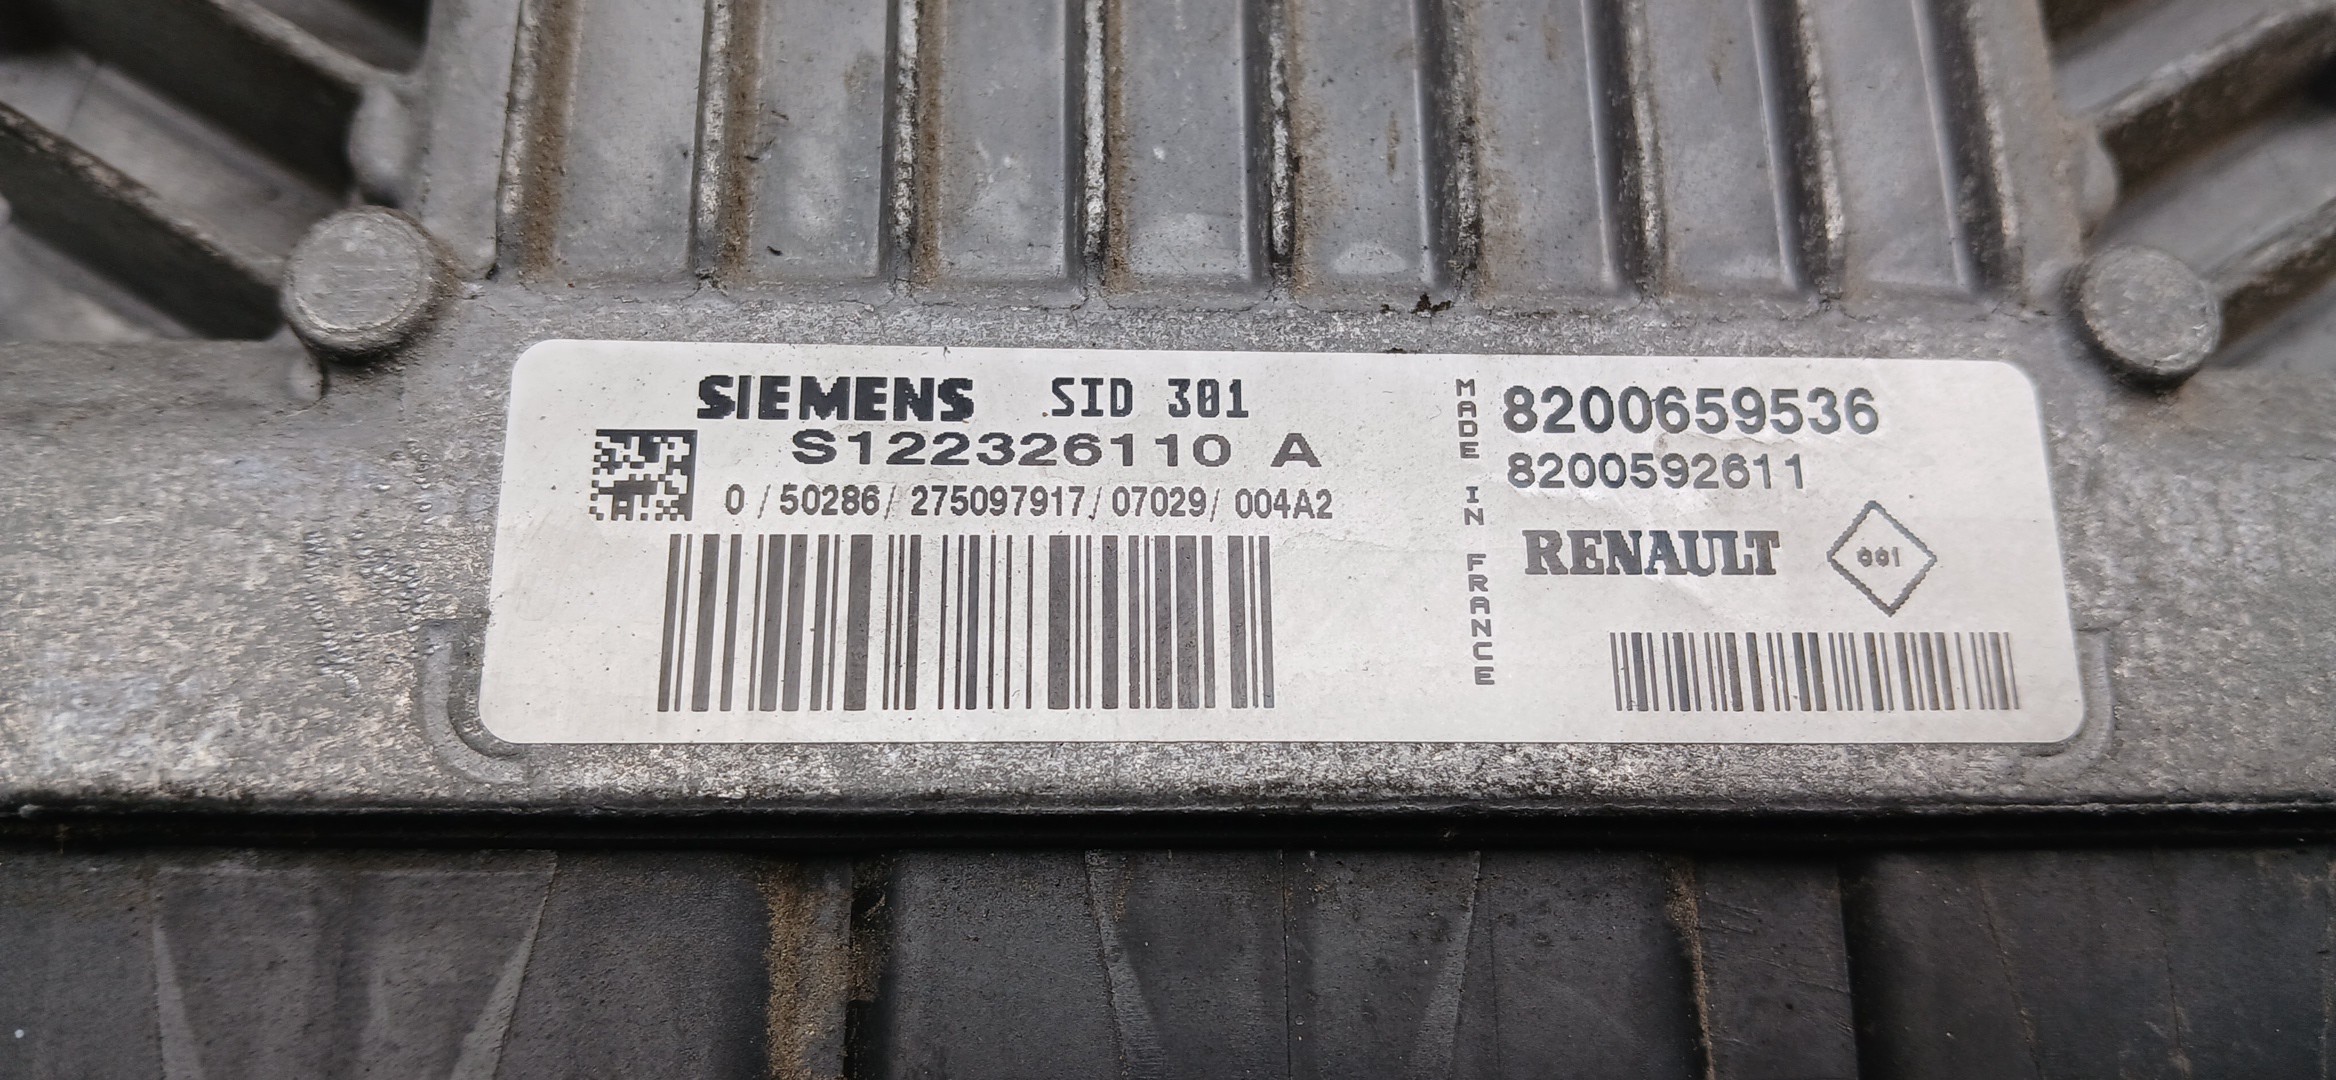 SIEMENS SID 301
S122326110 A
0 / 50286 / 275097917 / 07029 / 004A2
MADE IN FRANCE
8200659536
8200592611
RENAULT
001